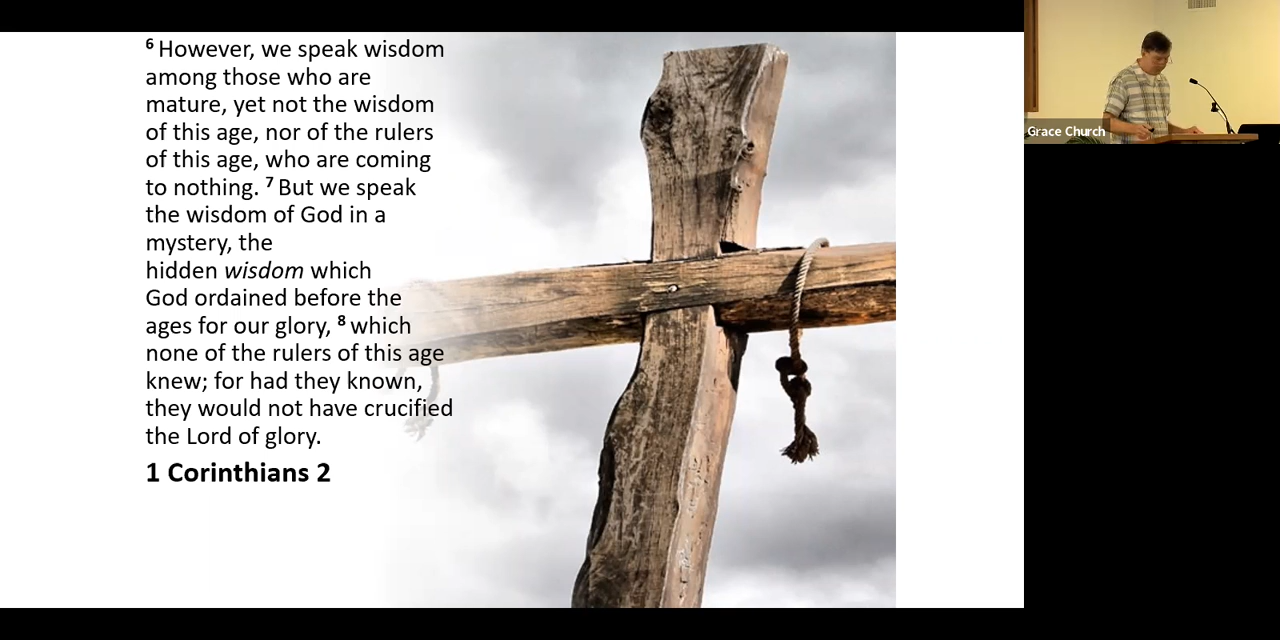 6 However, we speak wisdom
among those who are
mature, yet not the wisdom
of this age, nor of the rulers
of this age, who are coming
to nothing. 7 But we speak
the wisdom of God in a
mystery, the
hidden wisdom which
God ordained before the
ages for our glory, 8 which
none of the rulers of this age
knew; for had they known,
they would not have crucified
the Lord of glory.
1 Corinthians 2
Grace Church